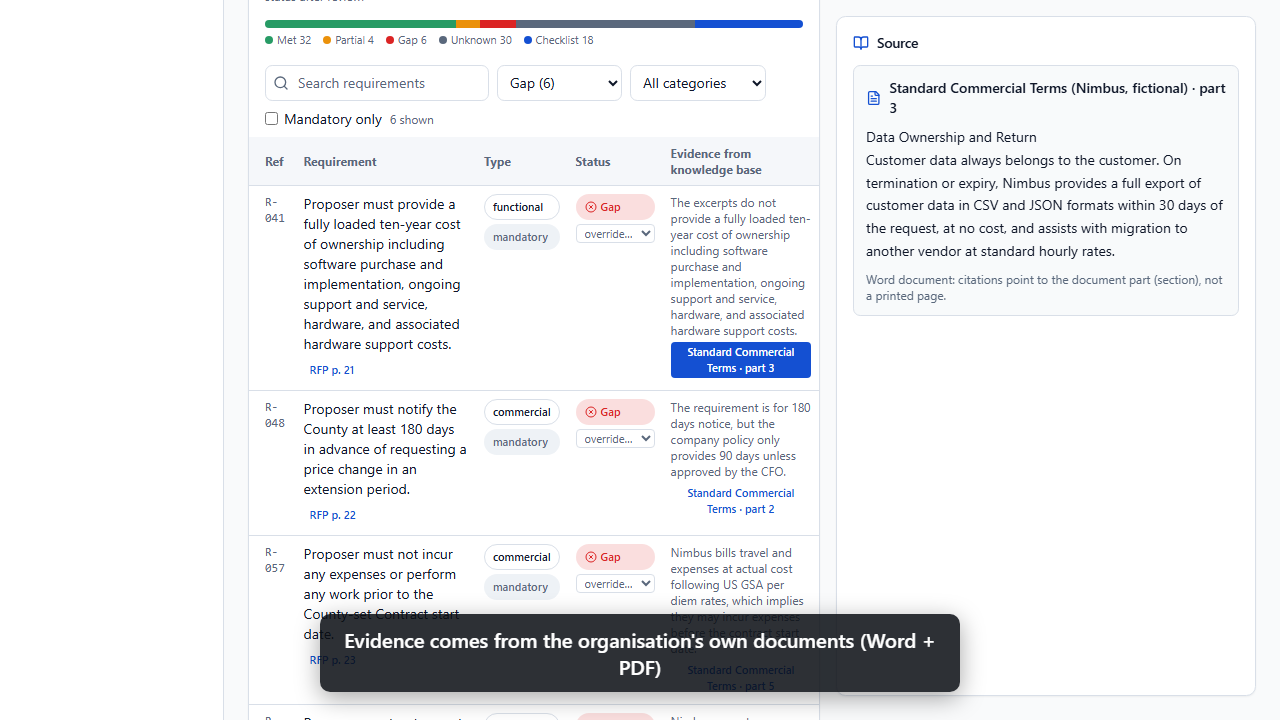 Met 32 Partial 4 Gap 6 Unknown 30 Checklist 18
Search requirements Gap (6) All categories
Mandatory only 6 shown
Ref Requirement Type Status Evidence from knowledge base
R-041
Proposer must provide a
fully loaded ten-year cost
of ownership including
software purchase and
implementation, ongoing
support and service,
hardware, and associated
hardware support costs.
RFP p. 21
functional
mandatory
Gap
override...
The excerpts do not
provide a fully loaded ten-
year cost of ownership
including software
purchase and
implementation, ongoing
support and service,
hardware, and associated
hardware support costs.
Standard Commercial
Terms · part 3
R-048
Proposer must notify the
County at least 180 days
in advance of requesting a
price change in an
extension period.
RFP p. 22
commercial
mandatory
Gap
override...
The requirement is for 180
days notice, but the
company policy only
provides 90 days unless
approved by the CFO.
Standard Commercial
Terms · part 2
R-057
Proposer must not incur
any expenses or perform
any work prior to the
County-set Contract start
date.
RFP p. 23
commercial
mandatory
Gap
override...
Nimbus bills travel and
expenses at actual cost
following US GSA per
diem rates, which implies
they may incur expenses
before the contract start
date.
Standard Commercial
Terms · part 5
Source
Standard Commercial Terms (Nimbus, fictional) · part
3
Data Ownership and Return
Customer data always belongs to the customer. On
termination or expiry, Nimbus provides a full export of
customer data in CSV and JSON formats within 30 days of
the request, at no cost, and assists with migration to
another vendor at standard hourly rates.
Word document: citations point to the document part (section), not
a printed page.
Evidence comes from the organisation's own documents (Word +
PDF)